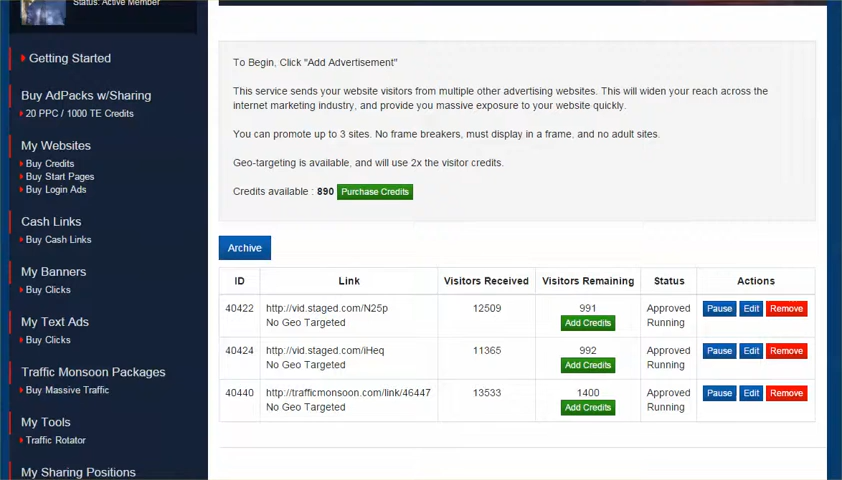 Status: Active Member
Getting Started
Buy AdPacks w/Sharing
20 PPC / 1000 TE Credits
My Websites
Buy Credits
Buy Start Pages
Buy Login Ads
Cash Links
Buy Cash Links
My Banners
Buy Clicks
My Text Ads
Buy Clicks
Traffic Monsoon Packages
Buy Massive Traffic
My Tools
Traffic Rotator
My Sharing Positions
To Begin, Click "Add Advertisement"
This service sends your website visitors from multiple other advertising websites. This will widen your reach across the
internet marketing industry, and provide you massive exposure to your website quickly.
You can promote up to 3 sites. No frame breakers, must display in a frame, and no adult sites.
Geo-targeting is available, and will use 2x the visitor credits.
Credits available : 890 Purchase Credits
Archive
ID Link Visitors Received Visitors Remaining Status Actions
40422 http://vid.staged.com/N25p 12509 991 Approved Pause Edit Remove
No Geo Targeted Add Credits Running
40424 http://vid.staged.com/iHeq 11365 992 Approved Pause Edit Remove
No Geo Targeted Add Credits Running
40440 http://trafficmonsoon.com/link/46447 13533 1400 Approved Pause Edit Remove
No Geo Targeted Add Credits Running